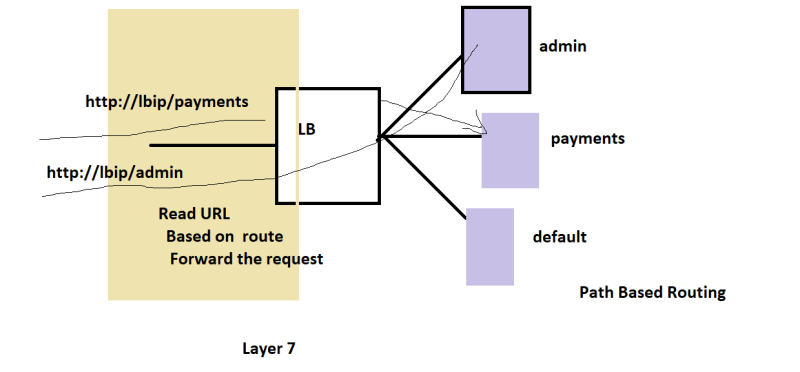 admin
http://lbip/payments
LB
payments
http://lbip/admin
Read URL
Based on route
Forward the request
default
Path Based Routing
Layer 7